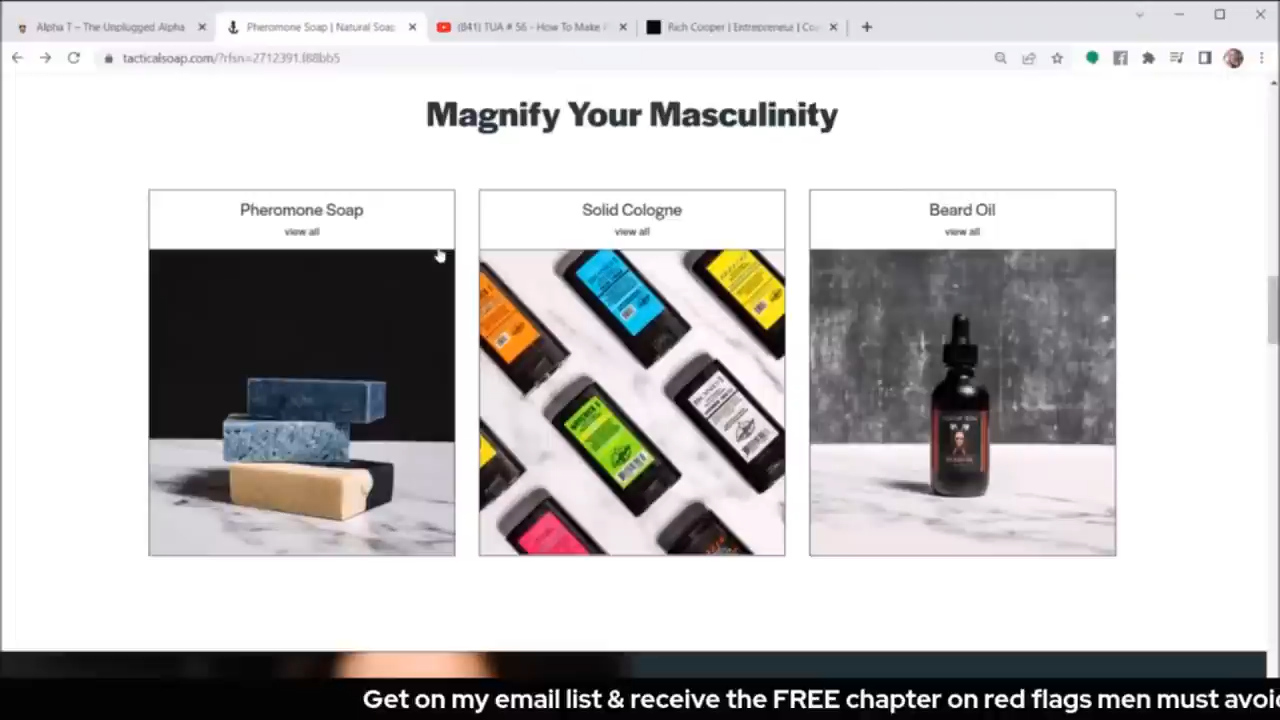 Alpha T – The Unplugged Alpha
Pheromone Soap | Natural Soap
(841) TUA # 56 - How To Make
Rich Cooper | Entrepreneur |
tacticalsoap.com/?rfsn=2712391.f88bb5
Magnify Your Masculinity
Pheromone Soap
view all
Solid Cologne
view all
Beard Oil
view all
Get on my email list & receive the FREE chapter on red flags men must avoi